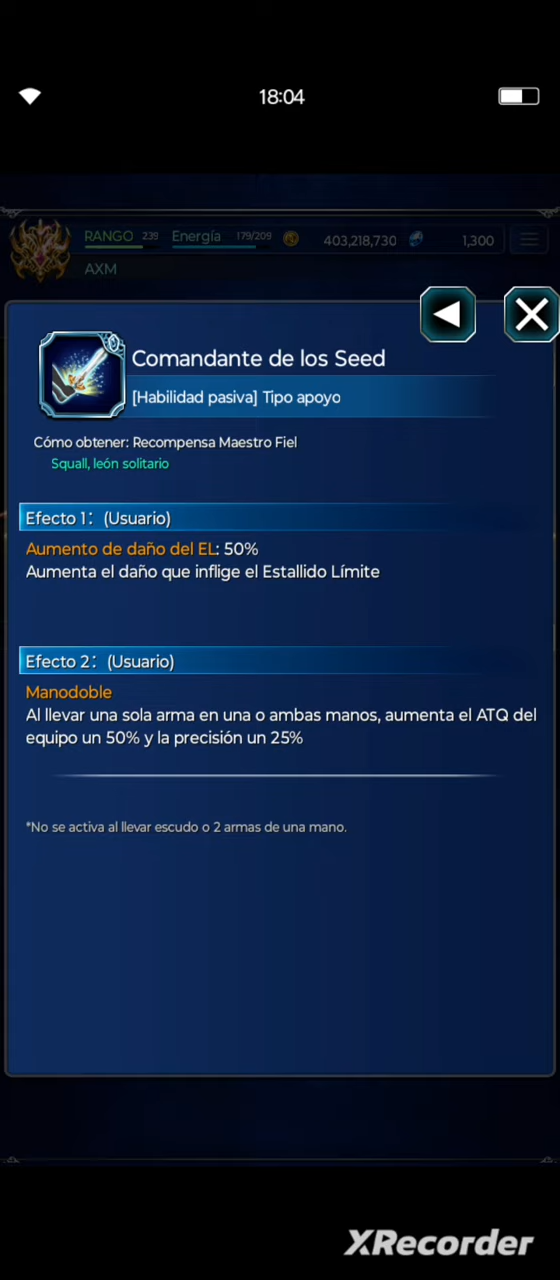 18:04
RANGO 239 Energía 179/209 403,218,730 1,300
AXM
Comandante de los Seed
[Habilidad pasiva] Tipo apoyo
Cómo obtener: Recompensa Maestro Fiel
Squall, león solitario
Efecto 1: (Usuario)
Aumento de daño del EL: 50%
Aumenta el daño que inflige el Estallido Límite
Efecto 2: (Usuario)
Manodoble
Al llevar una sola arma en una o ambas manos, aumenta el ATQ del
equipo un 50% y la precisión un 25%
*No se activa al llevar escudo o 2 armas de una mano.
XRecorder